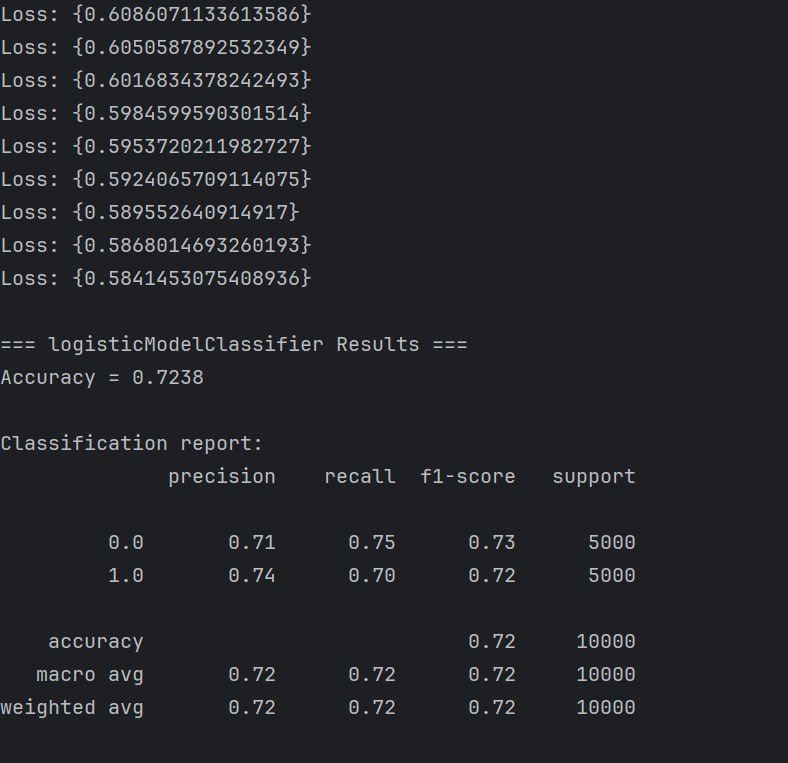 Loss: {0.6086071133613586}
Loss: {0.6050587892532349}
Loss: {0.6016834378242493}
Loss: {0.5984599590301514}
Loss: {0.5953720211982727}
Loss: {0.5924065709114075}
Loss: {0.589552640914917}
Loss: {0.5868014693260193}
Loss: {0.5841453075408936}
=== logisticModelClassifier Results ===
Accuracy = 0.7238
Classification report:
precision recall f1-score support
0.0 0.71 0.75 0.73 5000
1.0 0.74 0.70 0.72 5000
accuracy 0.72 10000
macro avg 0.72 0.72 0.72 10000
weighted avg 0.72 0.72 0.72 10000